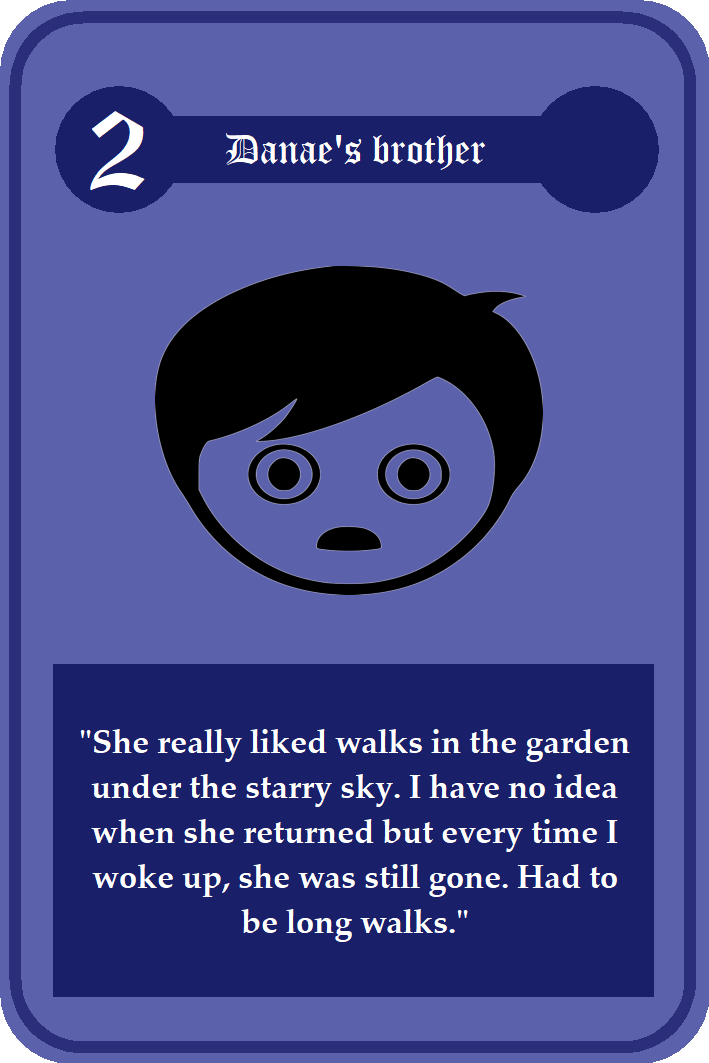 2
Danae's brother
"She really liked walks in the garden
under the starry sky. I have no idea
when she returned but every time I
woke up, she was still gone. Had to
be long walks."